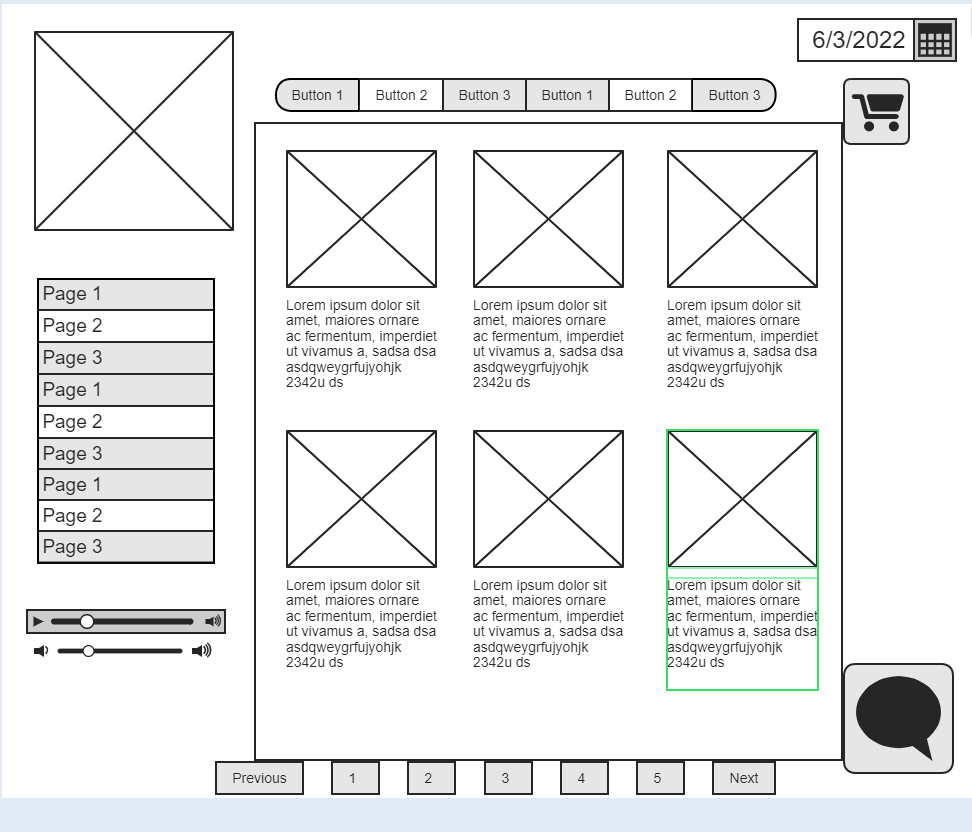 6/3/2022
Button 1 Button 2 Button 3 Button 1 Button 2 Button 3
Page 1
Page 2
Page 3
Page 1
Page 2
Page 3
Page 1
Page 2
Page 3
Lorem ipsum dolor sit
amet, maiores ornare
ac fermentum, imperdiet
ut vivamus a, sadsa dsa
asdqweygrfujyohjk
2342u ds
Lorem ipsum dolor sit
amet, maiores ornare
ac fermentum, imperdiet
ut vivamus a, sadsa dsa
asdqweygrfujyohjk
2342u ds
Lorem ipsum dolor sit
amet, maiores ornare
ac fermentum, imperdiet
ut vivamus a, sadsa dsa
asdqweygrfujyohjk
2342u ds
Lorem ipsum dolor sit
amet, maiores ornare
ac fermentum, imperdiet
ut vivamus a, sadsa dsa
asdqweygrfujyohjk
2342u ds
Lorem ipsum dolor sit
amet, maiores ornare
ac fermentum, imperdiet
ut vivamus a, sadsa dsa
asdqweygrfujyohjk
2342u ds
Lorem ipsum dolor sit
amet, maiores ornare
ac fermentum, imperdiet
ut vivamus a, sadsa dsa
asdqweygrfujyohjk
2342u ds
Previous 1 2 3 4 5 Next